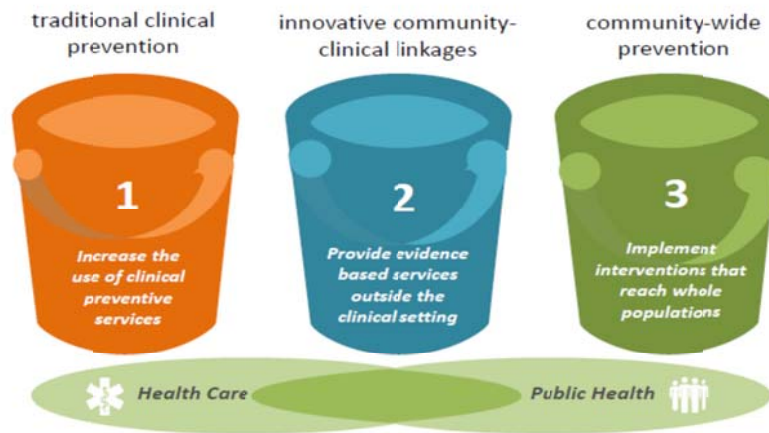 traditional clinical
prevention
innovative community-
clinical linkages
community-wide
prevention
1
Increase the
use of clinical
preventive
services
2
Provide evidence
based services
outside the
clinical setting
3
Implement
interventions that
reach whole
populations
Health Care
Public Health